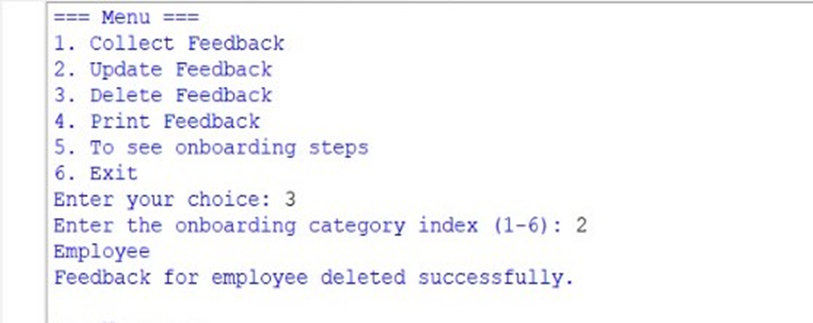 === Menu ===
1. Collect Feedback
2. Update Feedback
3. Delete Feedback
4. Print Feedback
5. To see onboarding steps
6. Exit
Enter your choice: 3
Enter the onboarding category index (1-6): 2
Employee
Feedback for employee deleted successfully.